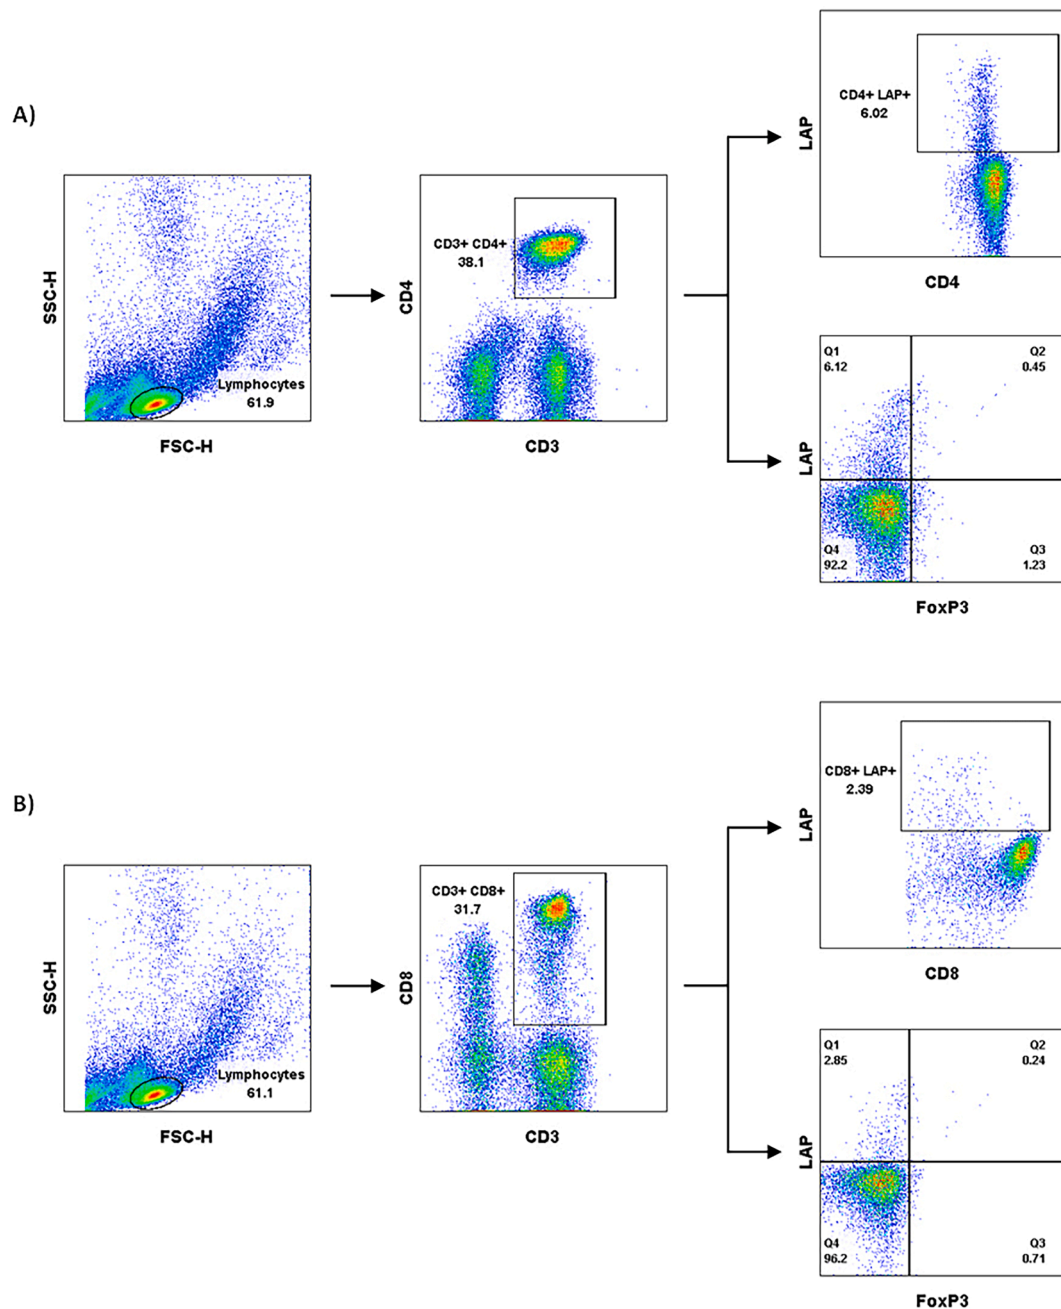 A)
SSC-H
Lymphocytes
61.9
FSC-H
CD4
CD3+ CD4+
38.1
CD3
LAP
CD4+ LAP+
6.02
CD4
LAP
Q1
6.12
Q2
0.45
Q4
92.2
Q3
1.23
FoxP3
B)
SSC-H
Lymphocytes
61.1
FSC-H
CD8
CD3+ CD8+
31.7
CD3
LAP
CD8+ LAP+
2.39
CD8
LAP
Q1
2.85
Q2
0.24
Q4
96.2
Q3
0.71
FoxP3